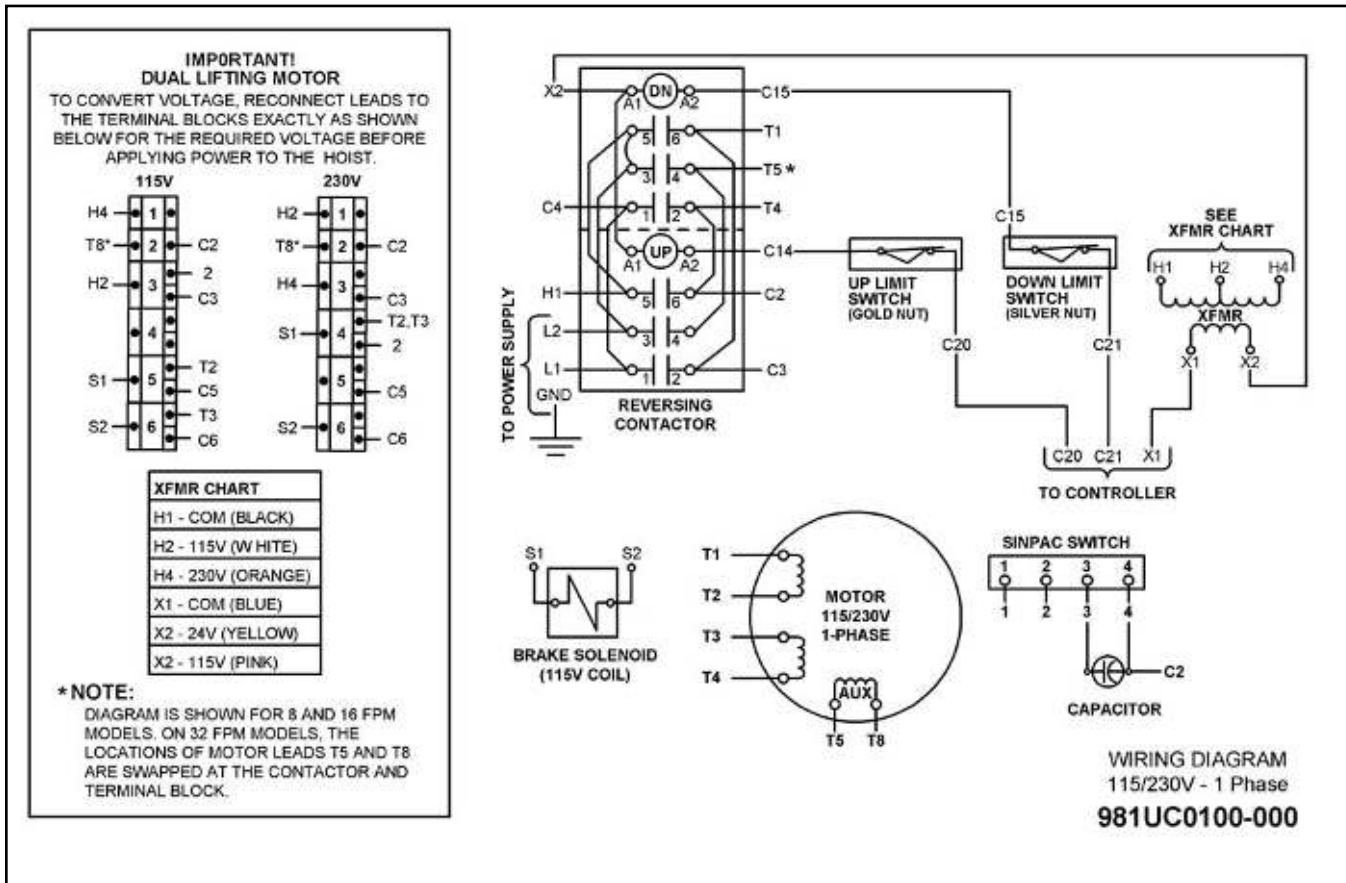 IMPORTANT!
DUAL LIFTING MOTOR
TO CONVERT VOLTAGE, RECONNECT LEADS TO
THE TERMINAL BLOCKS EXACTLY AS SHOWN
BELOW FOR THE REQUIRED VOLTAGE BEFORE
APPLYING POWER TO THE HOIST.
115V
H4 1
T8* 2 C2
2
H2 3
C3
4
T2
S1 5
C5
T3
S2 6
C6
230V
H2 1
T8* 2 C2
H4 3
C3
T2,T3
S1 4
2
5
C5
S2 6
C6
XFMR CHART
H1 - COM (BLACK)
H2 - 115V (WHITE)
H4 - 230V (ORANGE)
X1 - COM (BLUE)
X2 - 24V (YELLOW)
X2 - 115V (PINK)
* NOTE:
DIAGRAM IS SHOWN FOR 8 AND 16 FPM
MODELS. ON 32 FPM MODELS, THE
LOCATIONS OF MOTOR LEADS T5 AND T8
ARE SWAPPED AT THE CONTACTOR AND
TERMINAL BLOCK.
X2 A1 DN A2 C15
5 6 T1
3 4 T5*
C4 1 2 T4
A1 UP A2 C14
H1 5 6 C2
L2 3 4
L1 1 2 C3
GND
TO POWER SUPPLY
REVERSING
CONTACTOR
UP LIMIT
SWITCH
(GOLD NUT)
C20
C15
DOWN LIMIT
SWITCH
(SILVER NUT)
C21
SEE
XFMR CHART
H1 H2 H4
XFMR
X1 X2
C20 C21 X1
TO CONTROLLER
S1 S2
BRAKE SOLENOID
(115V COIL)
T1
T2
T3
T4
MOTOR
115/230V
1-PHASE
AUX
T5 T8
SINPAC SWITCH
1 2 3 4
1 2 3 4
C2
CAPACITOR
WIRING DIAGRAM
115/230V - 1 Phase
981UC0100-000